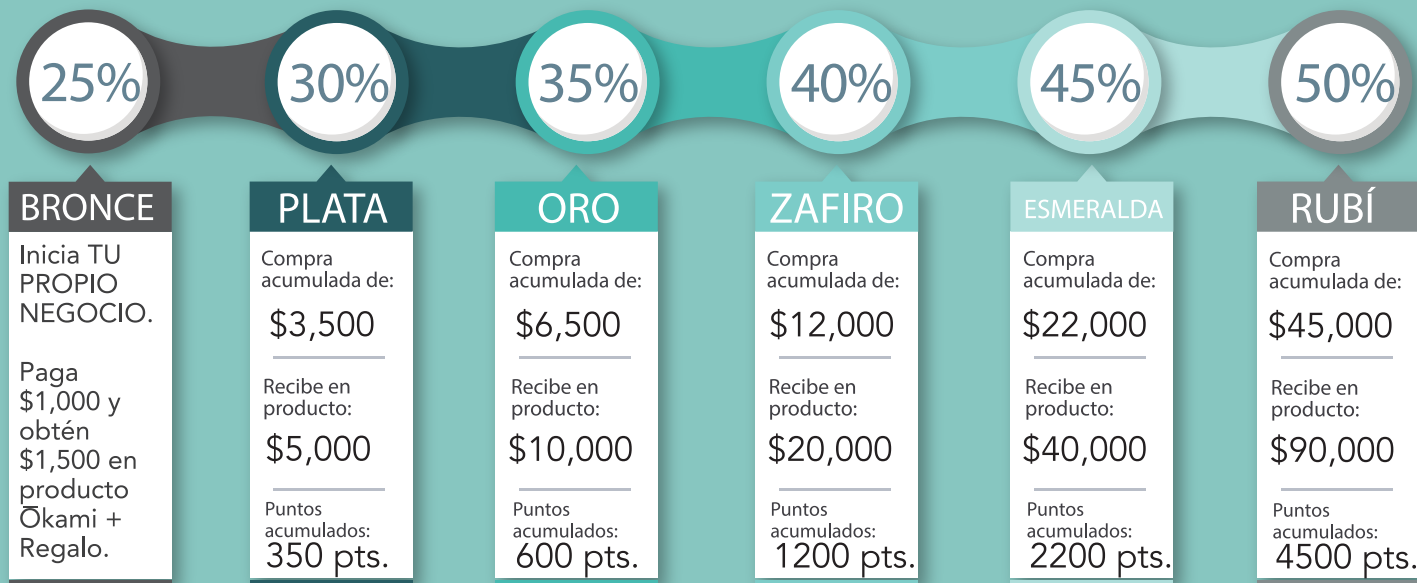 25%
30%
35%
40%
45%
50%
BRONCE
Inicia TU
PROPIO
NEGOCIO.
Paga
$1,000 y
obtén
$1,500 en
producto
Ōkami +
Regalo.
PLATA
Compra
acumulada de:
$3,500
Recibe en
producto:
$5,000
Puntos
acumulados:
350 pts.
ORO
Compra
acumulada de:
$6,500
Recibe en
producto:
$10,000
Puntos
acumulados:
600 pts.
ZAFIRO
Compra
acumulada de:
$12,000
Recibe en
producto:
$20,000
Puntos
acumulados:
1200 pts.
ESMERALDA
Compra
acumulada de:
$22,000
Recibe en
producto:
$40,000
Puntos
acumulados:
2200 pts.
RUBÍ
Compra
acumulada de:
$45,000
Recibe en
producto:
$90,000
Puntos
acumulados:
4500 pts.